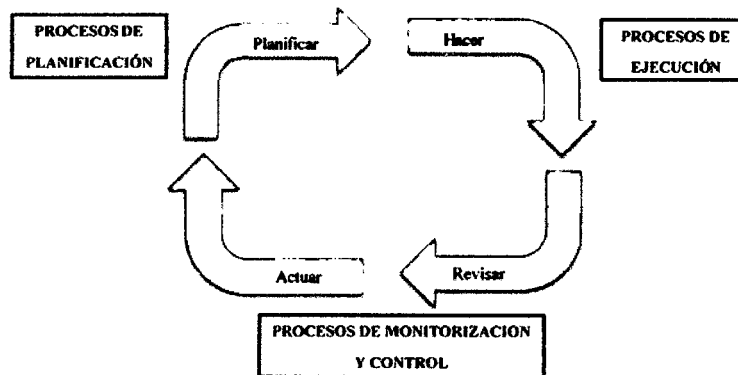 PROCESOS DE
PLANIFICACIÓN
Planificar
Hacer
PROCESOS DE
EJECUCIÓN
Actuar
Revisar
PROCESOS DE MONITORIZACION
Y CONTROL